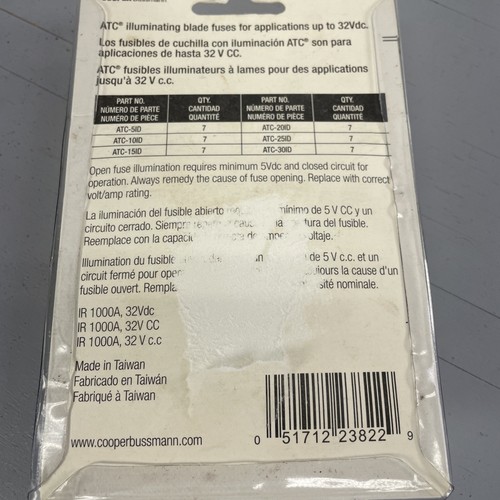 Cooper Bussmann
ATC® illuminating blade fuses for applications up to 32Vdc.
Los fusibles de cuchilla con iluminación ATC® son para
aplicaciones de hasta 32 V CC.
ATC® fusibles illuminateurs à lames pour des applications
jusqu'à 32 V c.c.
PART NO. QTY. PART NO. QTY.
NÚMERO DE PARTE CANTIDAD NÚMERO DE PARTE CANTIDAD
NUMÉRO DE PIÈCE QUANTITÉ NUMÉRO DE PIÈCE QUANTITÉ
ATC-5ID 7 ATC-20ID 7
ATC-10ID 7 ATC-25ID 7
ATC-15ID 7 ATC-30ID 7
Open fuse illumination requires minimum 5Vdc and closed circuit for
operation. Always remedy the cause of fuse opening. Replace with correct
volt/amp rating.
La iluminación del fusible abierto mínimo de 5 V CC y un
circuito cerrado. Siempre la del fusible.
Reemplace con la
Illumination du fusible de 5 V c.c. et un
circuit fermé pour toujours la cause d'un
fusible ouvert. nominale.
IR 1000A, 32Vdc
IR 1000A, 32 V CC
IR 1000A, 32 V c.c
Made in Taiwan
Fabricado en Taiwán
Fabriqué à Taiwan
www.cooperbussmann.com
0 51712 23822 9